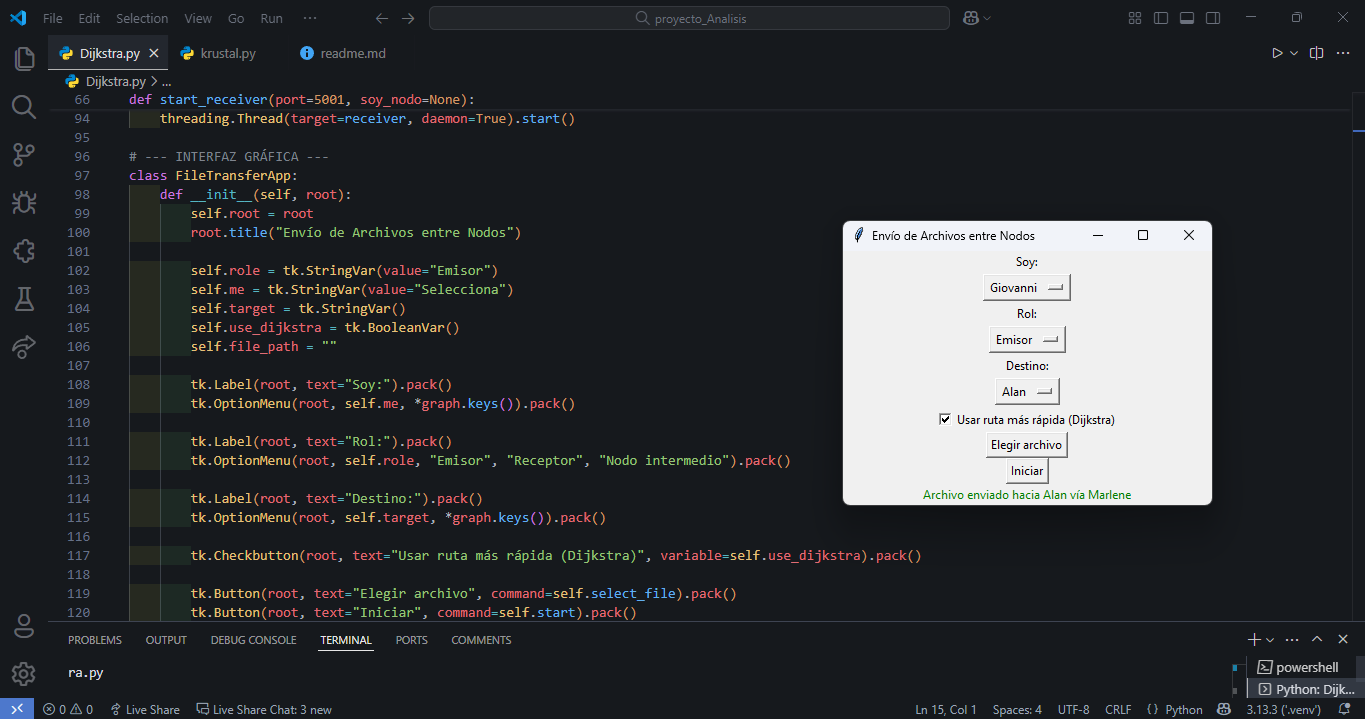 File Edit Selection View Go Run ··· proyecto_Analisis
Dijkstra.py krustal.py readme.md
Dijkstra.py > ...
66 def start_receiver(port=5001, soy_nodo=None):
94 threading.Thread(target=receiver, daemon=True).start()
95
96 # --- INTERFAZ GRÁFICA ---
97 class FileTransferApp:
98 def __init__(self, root):
99 self.root = root
100 root.title("Envío de Archivos entre Nodos")
101
102 self.role = tk.StringVar(value="Emisor")
103 self.me = tk.StringVar(value="Selecciona")
104 self.target = tk.StringVar()
105 self.use_dijkstra = tk.BooleanVar()
106 self.file_path = ""
107
108 tk.Label(root, text="Soy:").pack()
109 tk.OptionMenu(root, self.me, *graph.keys()).pack()
110
111 tk.Label(root, text="Rol:").pack()
112 tk.OptionMenu(root, self.role, "Emisor", "Receptor", "Nodo intermedio").pack()
113
114 tk.Label(root, text="Destino:").pack()
115 tk.OptionMenu(root, self.target, *graph.keys()).pack()
116
117 tk.Checkbutton(root, text="Usar ruta más rápida (Dijkstra)", variable=self.use_dijkstra).pack()
118
119 tk.Button(root, text="Elegir archivo", command=self.select_file).pack()
120 tk.Button(root, text="Iniciar", command=self.start).pack()
Envío de Archivos entre Nodos
Soy:
Giovanni
Rol:
Emisor
Destino:
Alan
Usar ruta más rápida (Dijkstra)
Elegir archivo
Iniciar
Archivo enviado hacia Alan vía Marlene
PROBLEMS OUTPUT DEBUG CONSOLE TERMINAL PORTS COMMENTS
ra.py
powershell
Python: Dijk...
0 0 Live Share Live Share Chat: 3 new Ln 15, Col 1 Spaces: 4 UTF-8 CRLF {} Python 3.13.3 ('.venv')